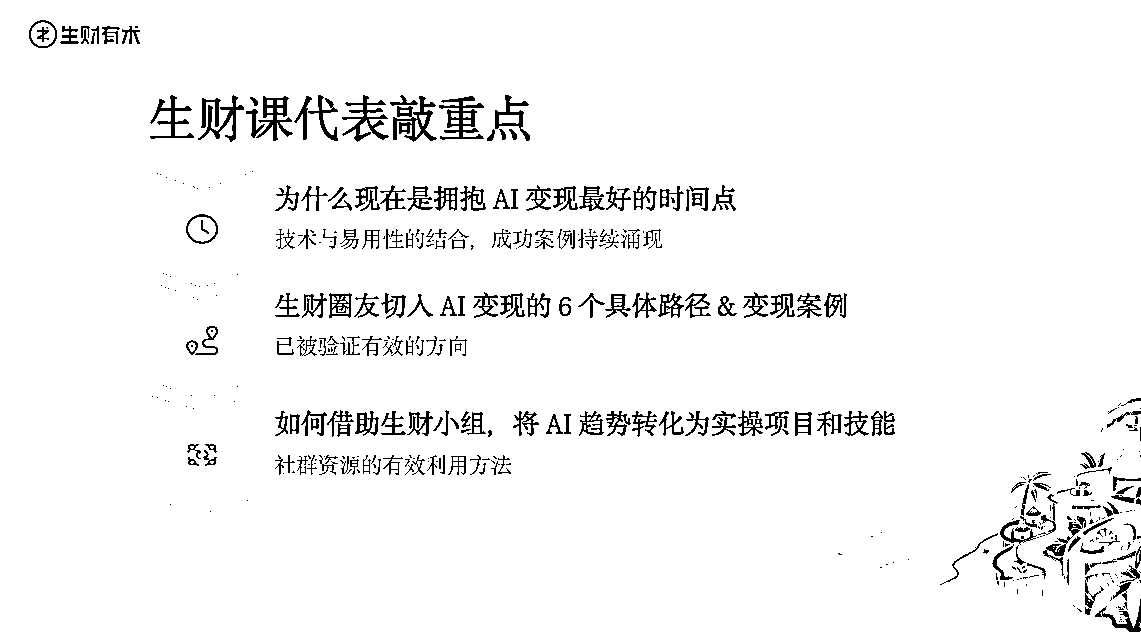 生财有术
生财课代表敲重点
为什么现在是拥抱 AI 变现最好的时间点
技术与易用性的结合，成功案例持续涌现
生财圈友切入 AI 变现的 6 个具体路径 & 变现案例
已被验证有效的方向
如何借助生财小组，将 AI 趋势转化为实操项目和技能
社群资源的有效利用方法